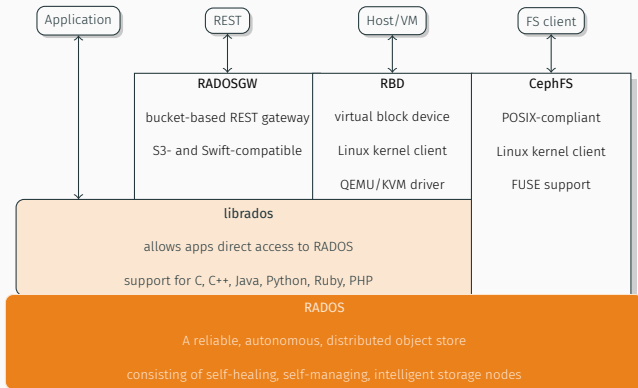 Application
REST
Host/VM
FS client
RADOSGW
bucket-based REST gateway
S3- and Swift-compatible
RBD
virtual block device
Linux kernel client
QEMU/KVM driver
CephFS
POSIX-compliant
Linux kernel client
FUSE support
librados
allows apps direct access to RADOS
support for C, C++, Java, Python, Ruby, PHP
RADOS
A reliable, autonomous, distributed object store
consisting of self-healing, self-managing, intelligent storage nodes